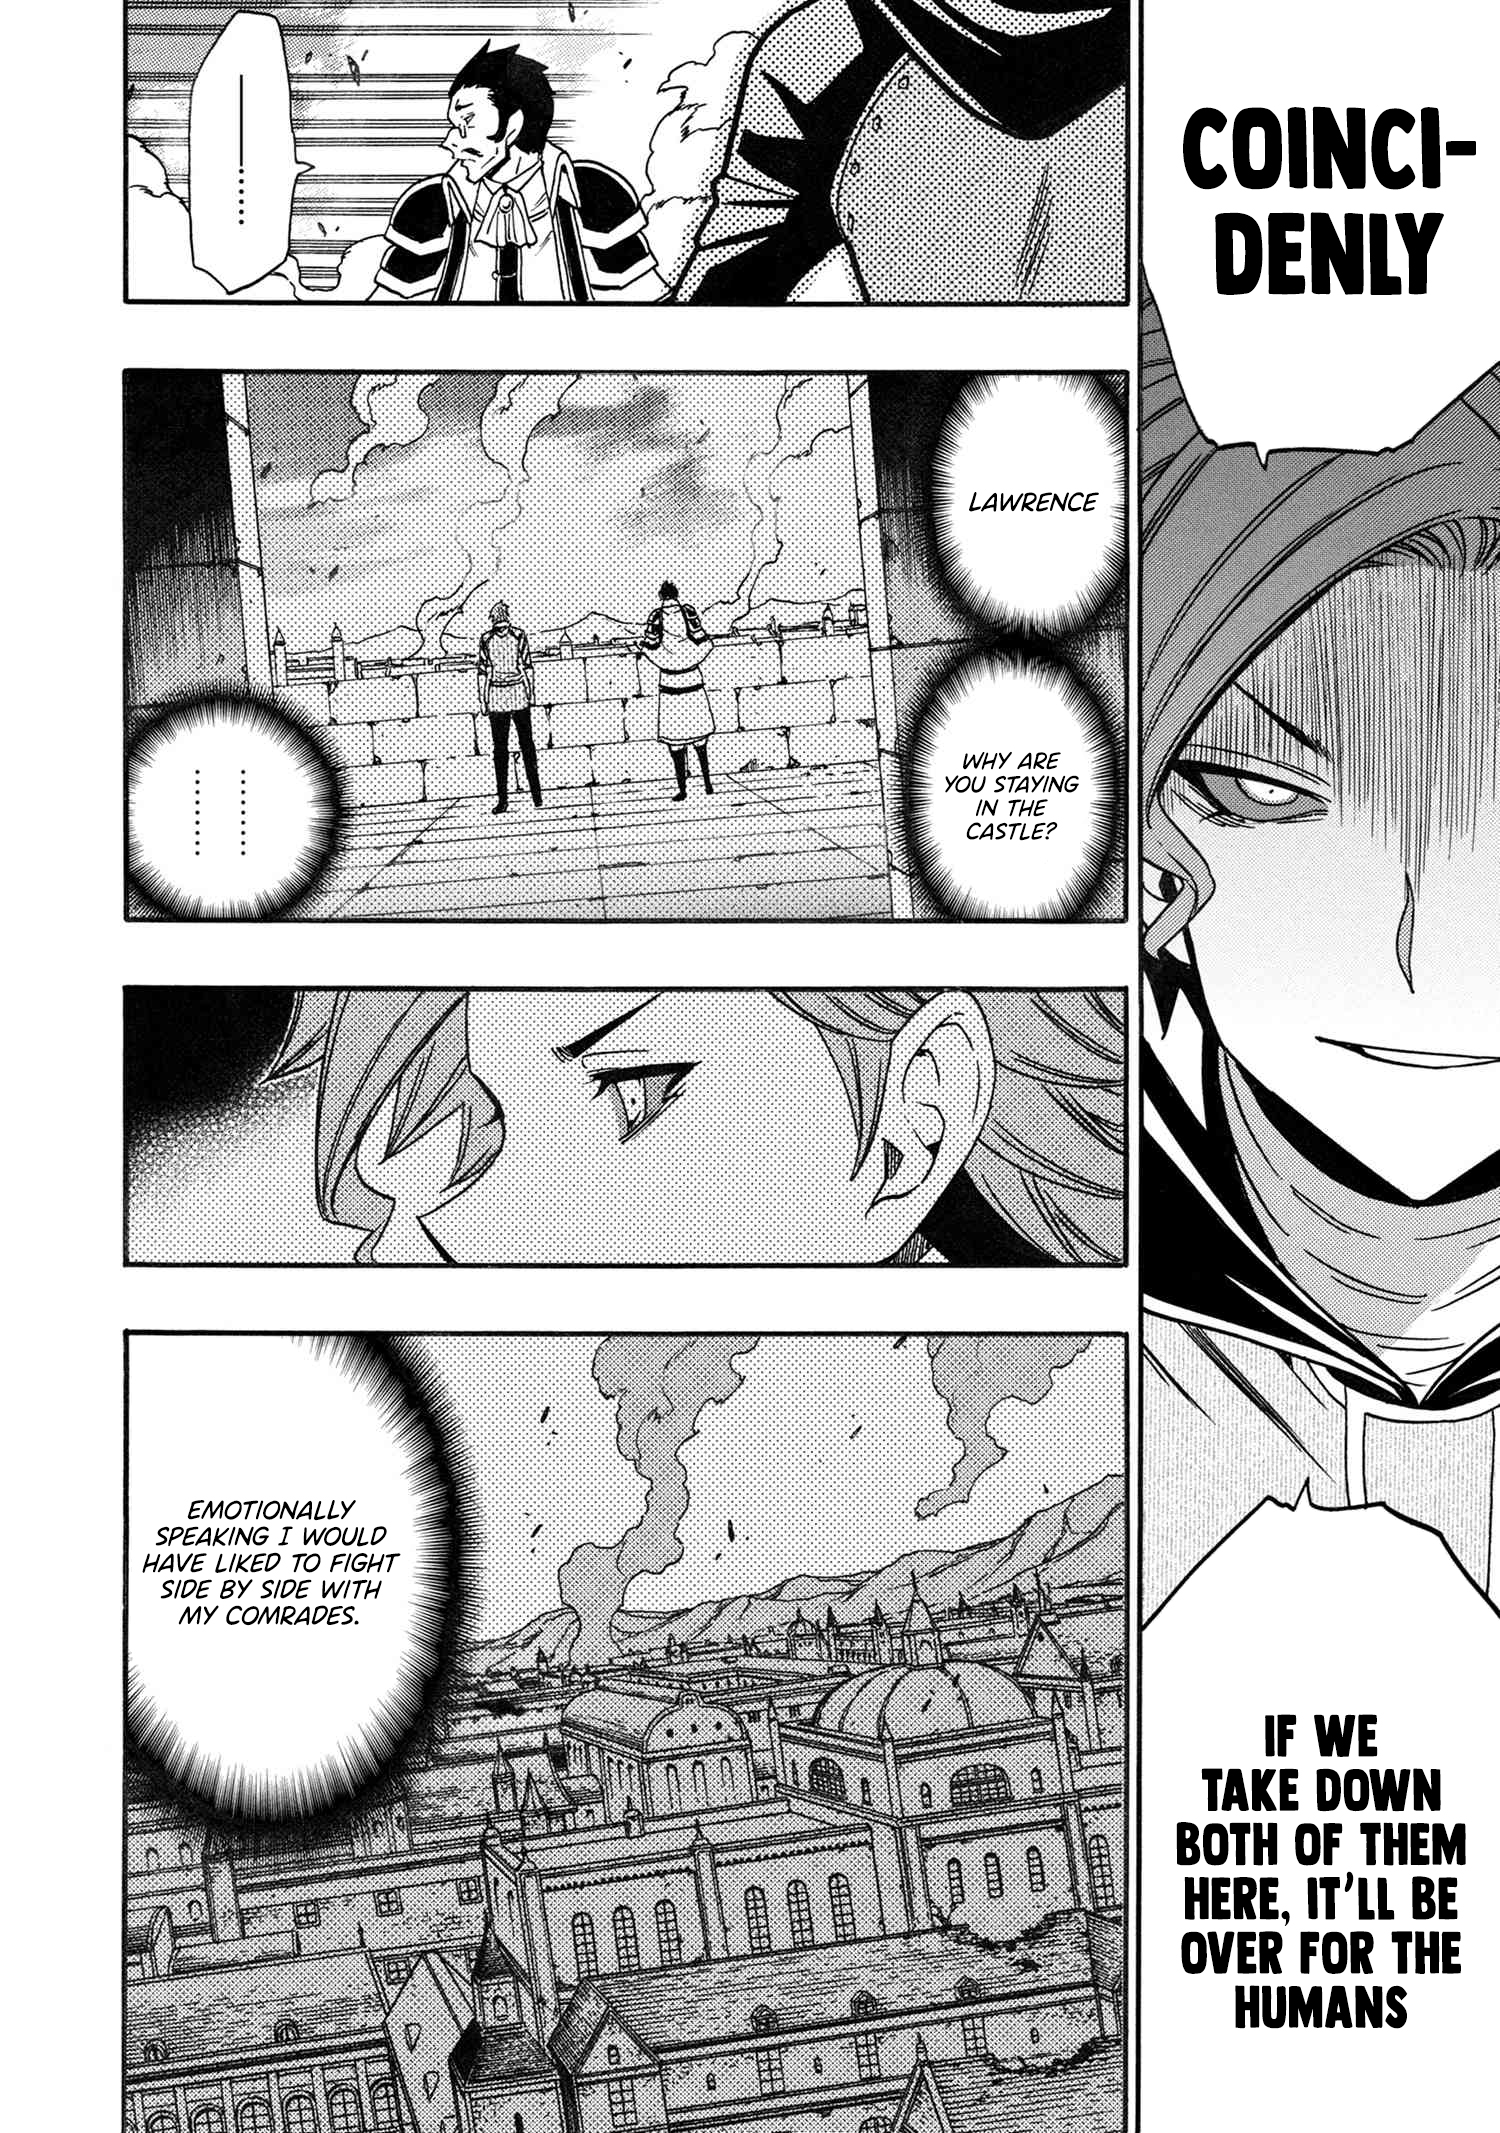 COINCI-
DENLY
IF WE
TAKE DOWN
BOTH OF THEM
HERE, IT'LL BE
OVER FOR THE
HUMANS
LAWRENCE
WHY ARE
YOU STAYING
IN THE
CASTLE?
EMOTIONALLY
SPEAKING I WOULD
HAVE LIKED TO FIGHT
SIDE BY SIDE WITH
MY COMRADES.